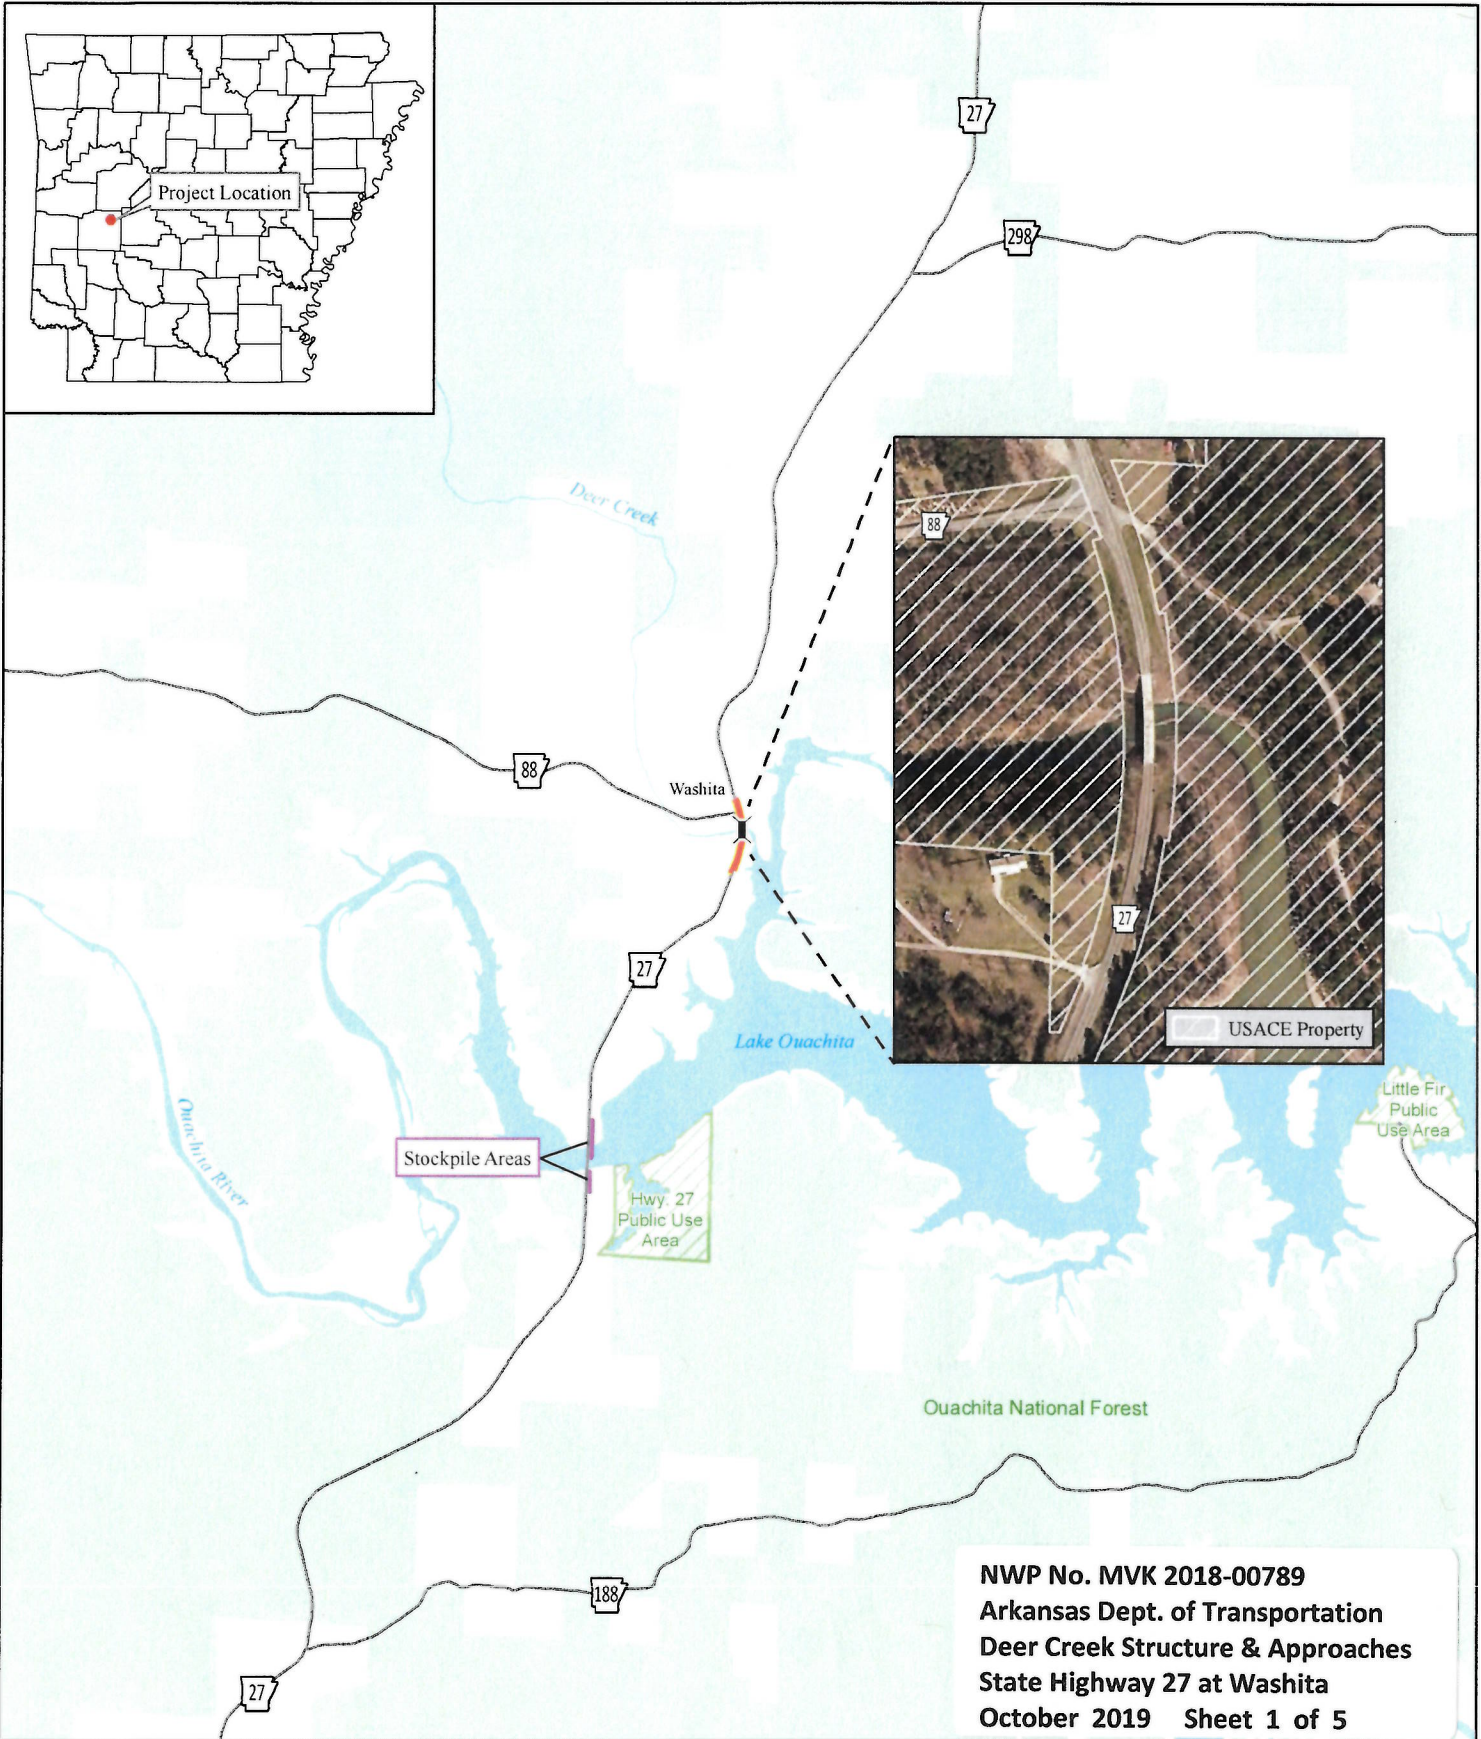 27
Project Location
298
Deer Creek
88
88
Washita
27
27
Lake Ouachita
USACE Property
Little Fir
Public
Use Area
Ouachita River
Stockpile Areas
Hwy. 27
Public Use
Area
Ouachita National Forest
188
27
NWP No. MVK 2018-00789
Arkansas Dept. of Transportation
Deer Creek Structure & Approaches
State Highway 27 at Washita
October 2019 Sheet 1 of 5